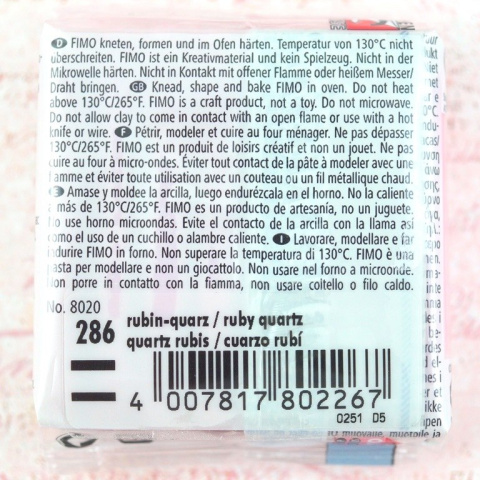 D FIMO kneten, formen und im Ofen härten. Temperatur von 130°C nicht
überschreiten. FIMO ist ein Kreativmaterial und kein Spielzeug. Nicht in der
Mikrowelle härten. Nicht in Kontakt mit offener Flamme oder heißem Messer/
Draht bringen. GB Knead, shape and bake FIMO in oven. Do not heat
above 130°C/265°F. FIMO is a craft product, not a toy. Do not microwave.
Do not allow clay to come in contact with an open flame or use with a hot
knife or wire. F Pétrir, modeler et cuire au four ménager. Ne pas dépasser
130°C/265°F. FIMO est un produit de loisirs créatif et non un jouet. Ne pas
cuire au four à micro-ondes. Éviter tout contact de la pâte à modeler avec une
flamme et éviter toute utilisation avec un couteau ou un fil métallique chaud.
E Amase y moldee la arcilla, luego endurézcala en el horno. No la caliente
a más de 130°C/265°F. FIMO es un producto de artesanía, no un juguete.
No use horno microondas. Evite el contacto de la arcilla con la llama así
como el uso de un cuchillo o alambre caliente. I Lavorare, modellare e far
indurire FIMO in forno. Non superare la temperatura di 130°C. FIMO è una
pasta per modellare e non un giocattolo. Non usare nel forno a microonde.
Non porre in contatto con la fiamma, non usare coltello o filo caldo.
No. 8020
286 rubin-quarz / ruby quartz
quartz rubis / cuarzo rubí
4 007817 802267
0251 D5